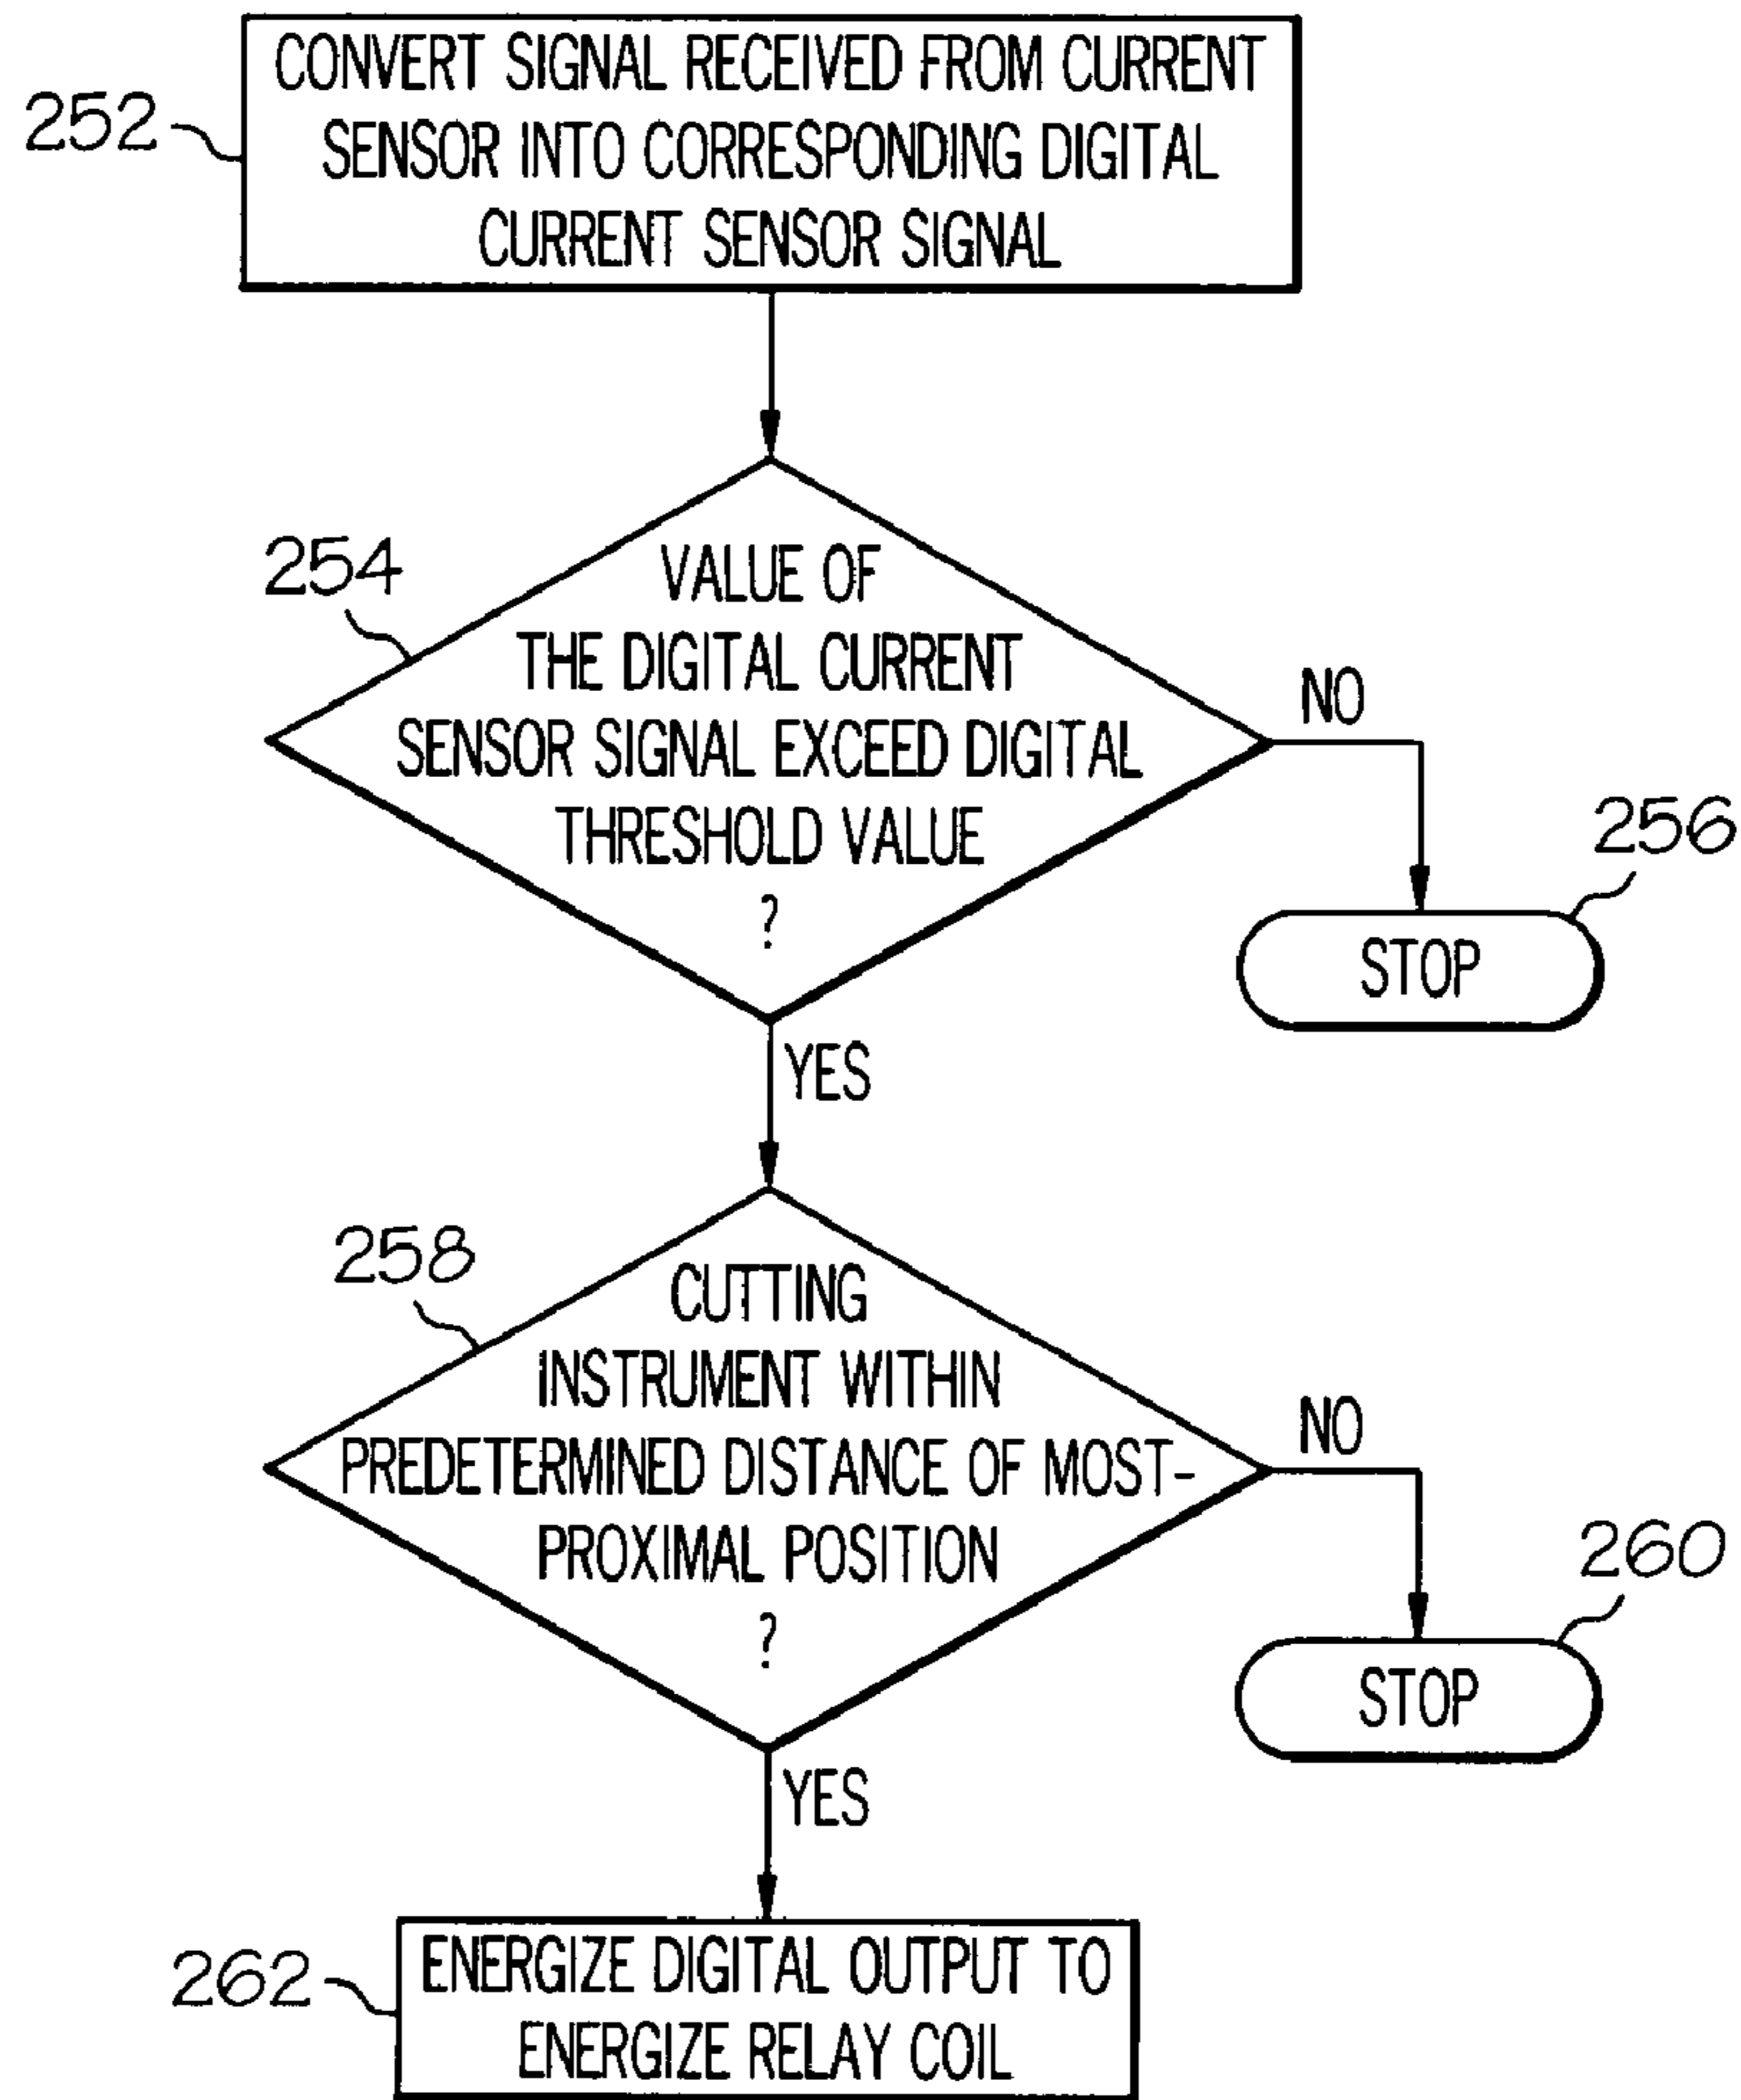 CONVERT SIGNAL RECEIVED FROM CURRENT
SENSOR INTO CORRESPONDING DIGITAL
CURRENT SENSOR SIGNAL
252
254
VALUE OF
THE DIGITAL CURRENT
SENSOR SIGNAL EXCEED DIGITAL
THRESHOLD VALUE
?
NO
256
STOP
YES
258
CUTTING
INSTRUMENT WITHIN
PREDETERMINED DISTANCE OF MOST-
PROXIMAL POSITION
?
NO
260
STOP
YES
262
ENERGIZE DIGITAL OUTPUT TO
ENERGIZE RELAY COIL